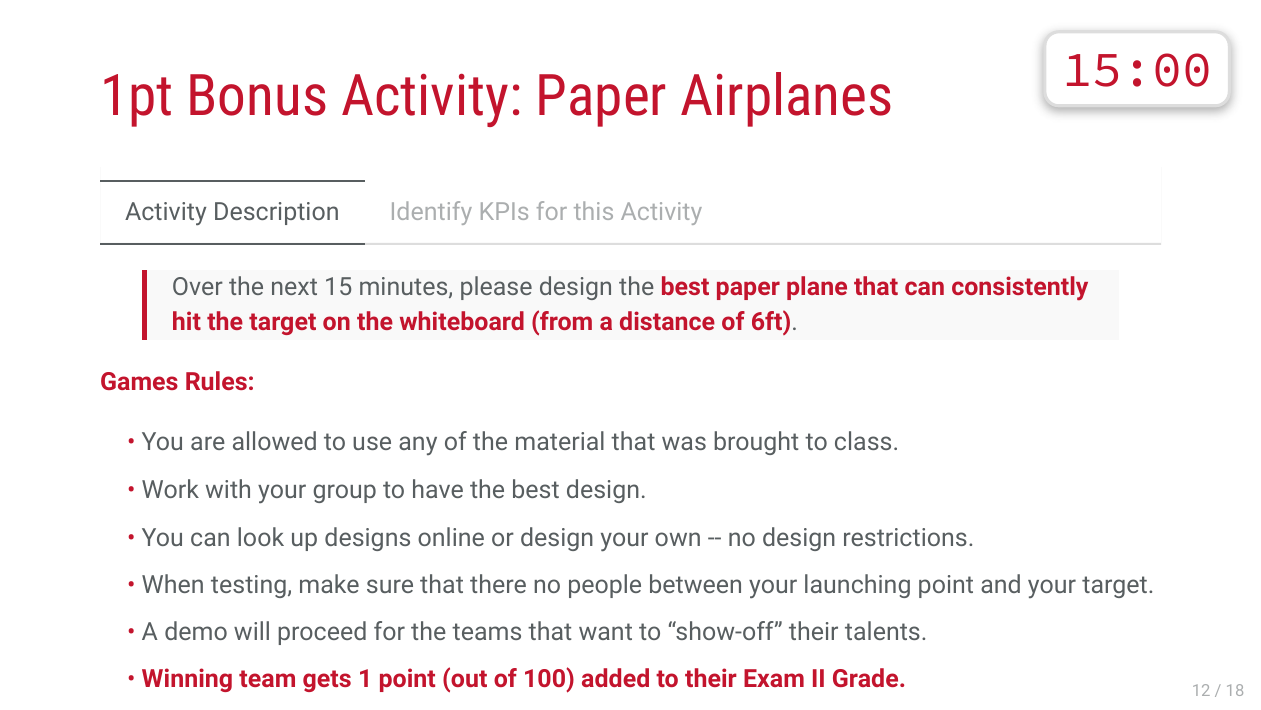 1pt Bonus Activity: Paper Airplanes
15:00
Activity Description
Identify KPIs for this Activity
Over the next 15 minutes, please design the best paper plane that can consistently
hit the target on the whiteboard (from a distance of 6ft).
Games Rules:
• You are allowed to use any of the material that was brought to class.
• Work with your group to have the best design.
• You can look up designs online or design your own -- no design restrictions.
• When testing, make sure that there no people between your launching point and your target.
• A demo will proceed for the teams that want to “show-off” their talents.
• Winning team gets 1 point (out of 100) added to their Exam II Grade.
12 / 18